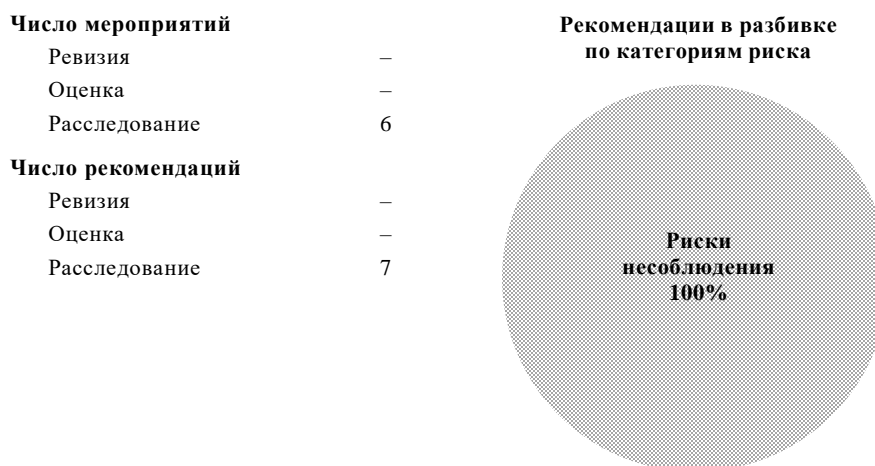 Число мероприятий
Ревизия –
Оценка –
Расследование 6
Число рекомендаций
Ревизия –
Оценка –
Расследование 7
Рекомендации в разбивке
по категориям риска
Риски
несоблюдения
100%